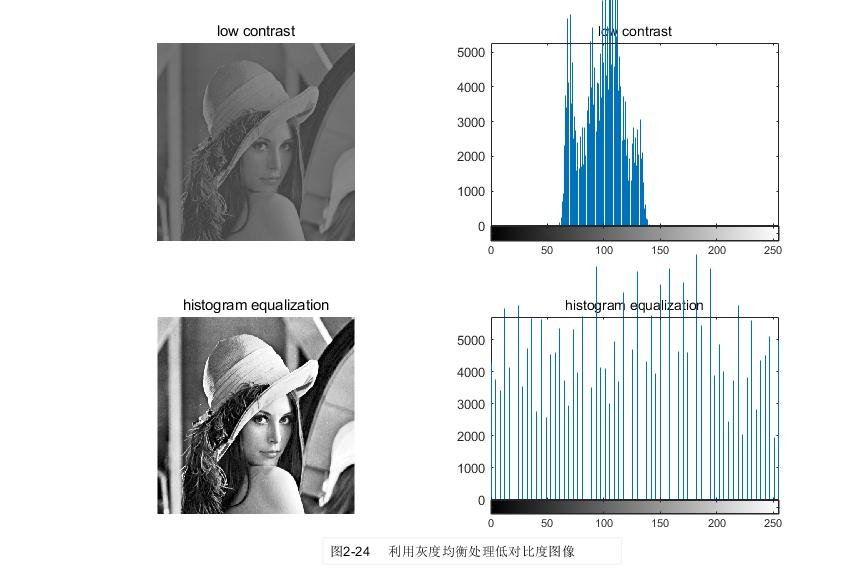 low contrast
low contrast
5000
4000
3000
2000
1000
0
0 50 100 150 200 250
histogram equalization
histogram equalization
5000
4000
3000
2000
1000
0
0 50 100 150 200 250
图2-24 利用灰度均衡处理低对比度图像